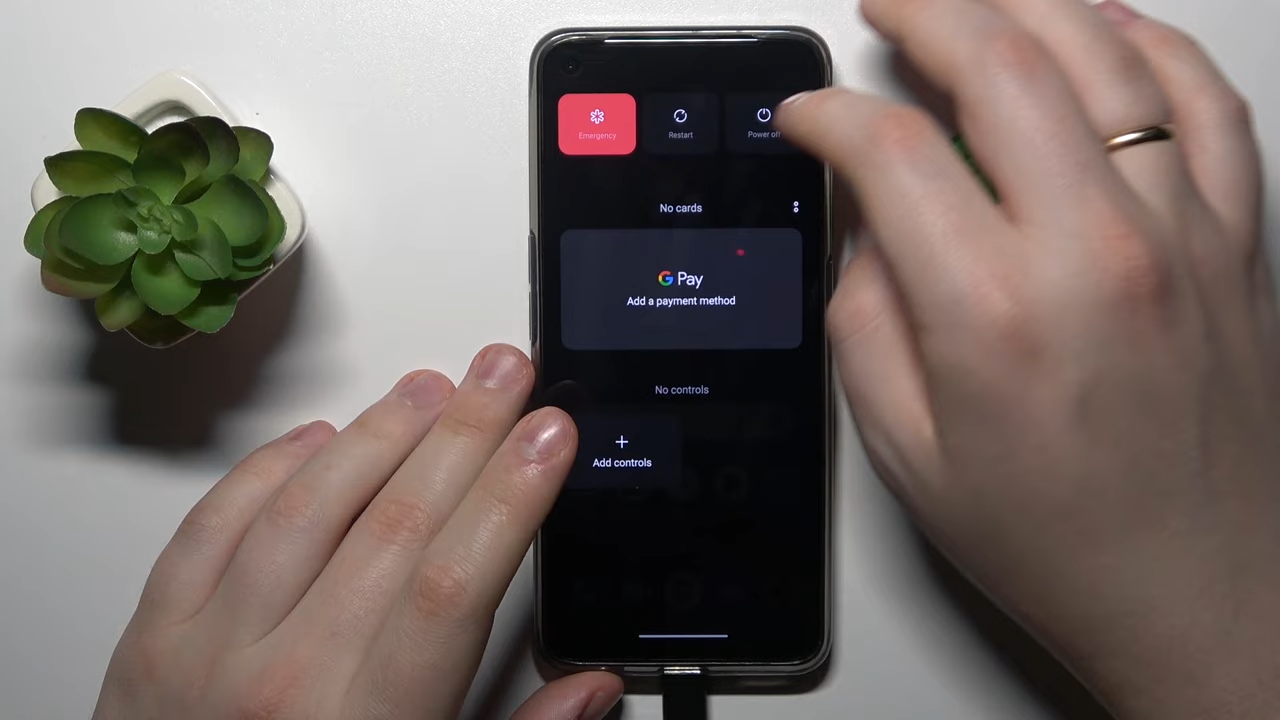 Emergency
Restart
Power off
No cards
G Pay
Add a payment method
No controls
Add controls